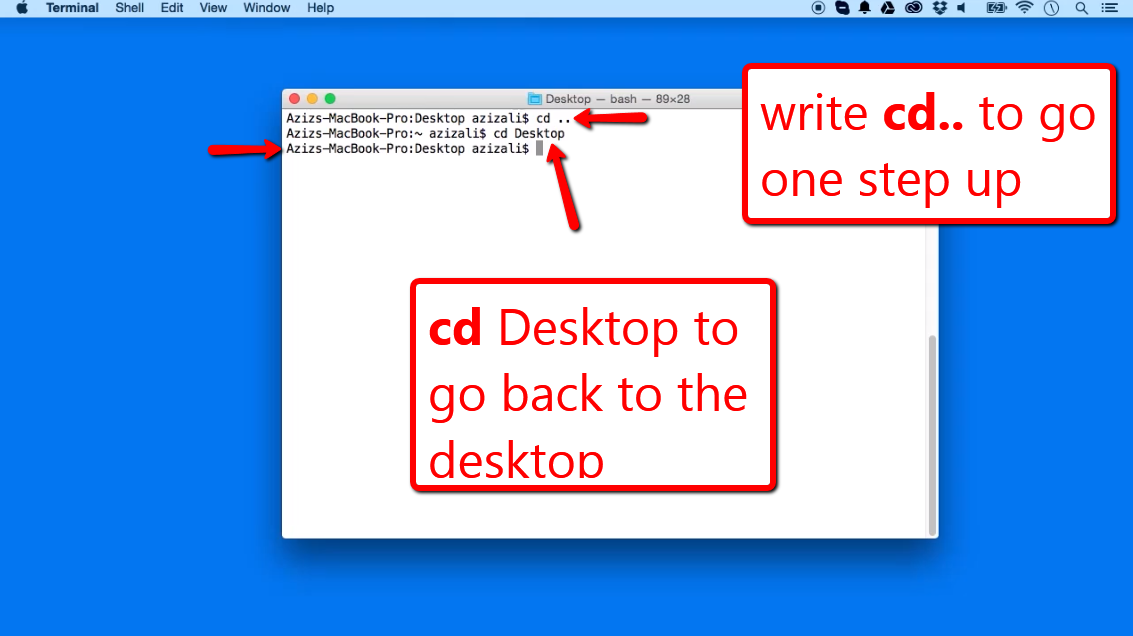 Terminal Shell Edit View Window Help
Desktop — bash — 89×28
Azizs-MacBook-Pro:Desktop azizali$ cd ..
Azizs-MacBook-Pro:~ azizali$ cd Desktop
Azizs-MacBook-Pro:Desktop azizali$
write cd.. to go
one step up
cd Desktop to
go back to the
desktop